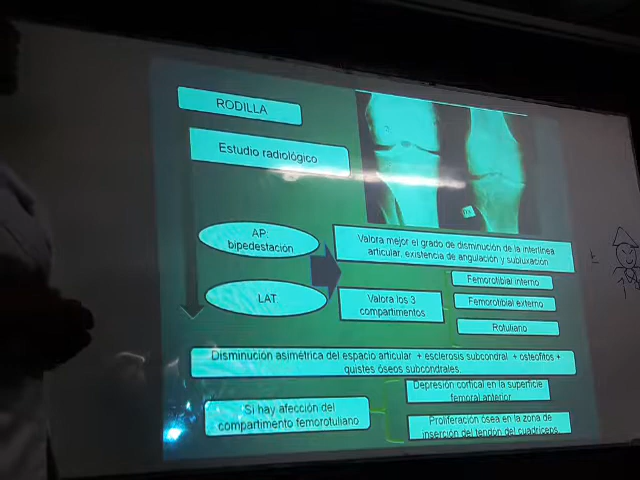 RODILLA
Estudio radiológico
AP:
bipedestación
Valora mejor el grado de disminución de la interlinea
articular, existencia de angulación y subluxación
LAT
Valora los 3
compartimentos
Femorotibial interno
Femorotibial externo
Rotuliano
Disminución asimétrica del espacio articular + esclerosis subcondral + osteofitos +
quistes óseos subcondrales
Si hay afección del
compartimento femorotuliano
Depresión cortical en la superficie
femoral anterior
Proliferación ósea en la zona de
inserción del tendon del cuadriceps